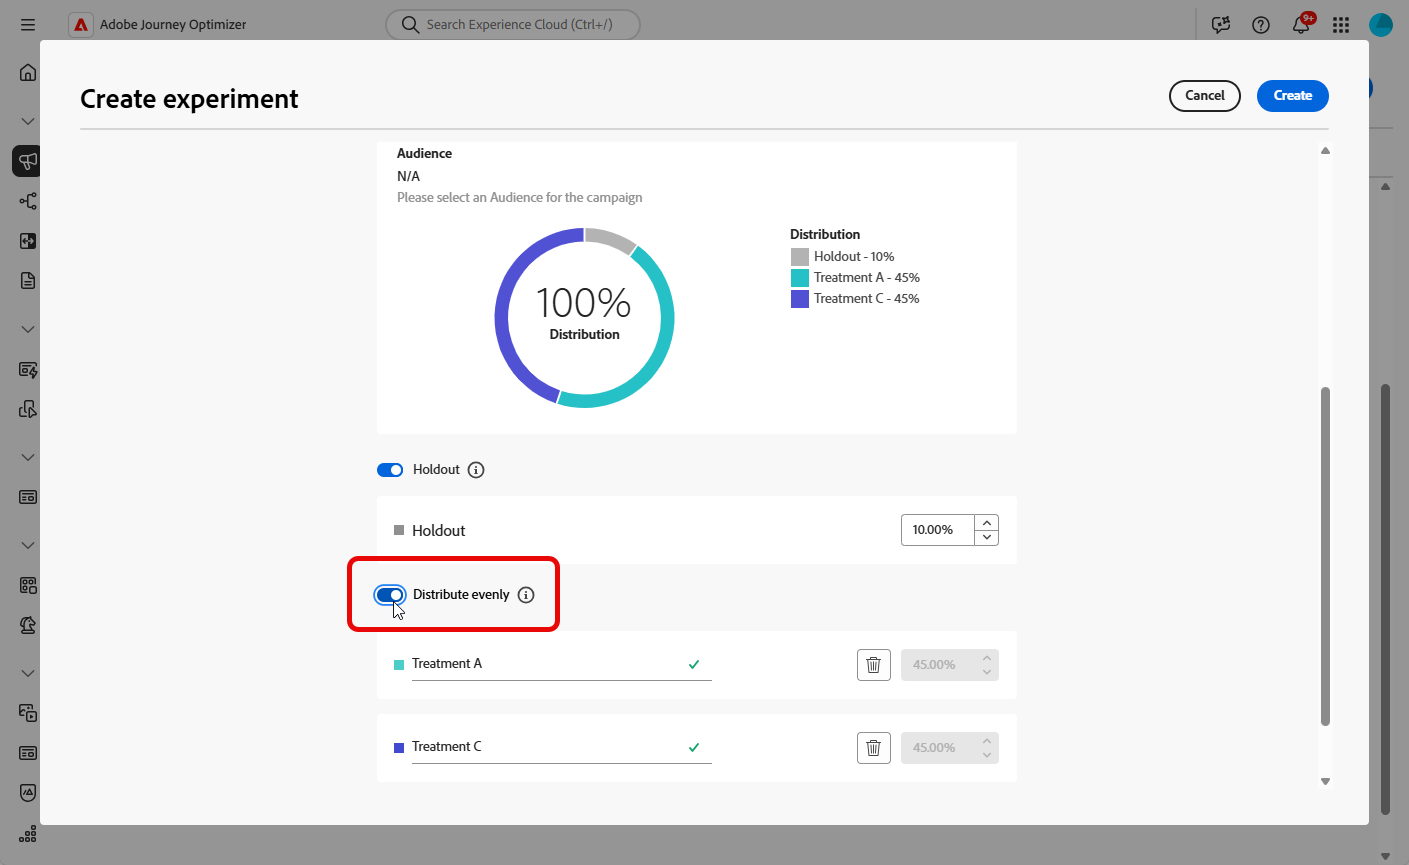 Adobe Journey Optimizer
Search Experience Cloud (Ctrl+/)
9+
Create experiment
Cancel
Create
Audience
N/A
Please select an Audience for the campaign
100%
Distribution
Distribution
Holdout - 10%
Treatment A - 45%
Treatment C - 45%
Holdout
Holdout
10.00%
Distribute evenly
Treatment A
45.00%
Treatment C
45.00%